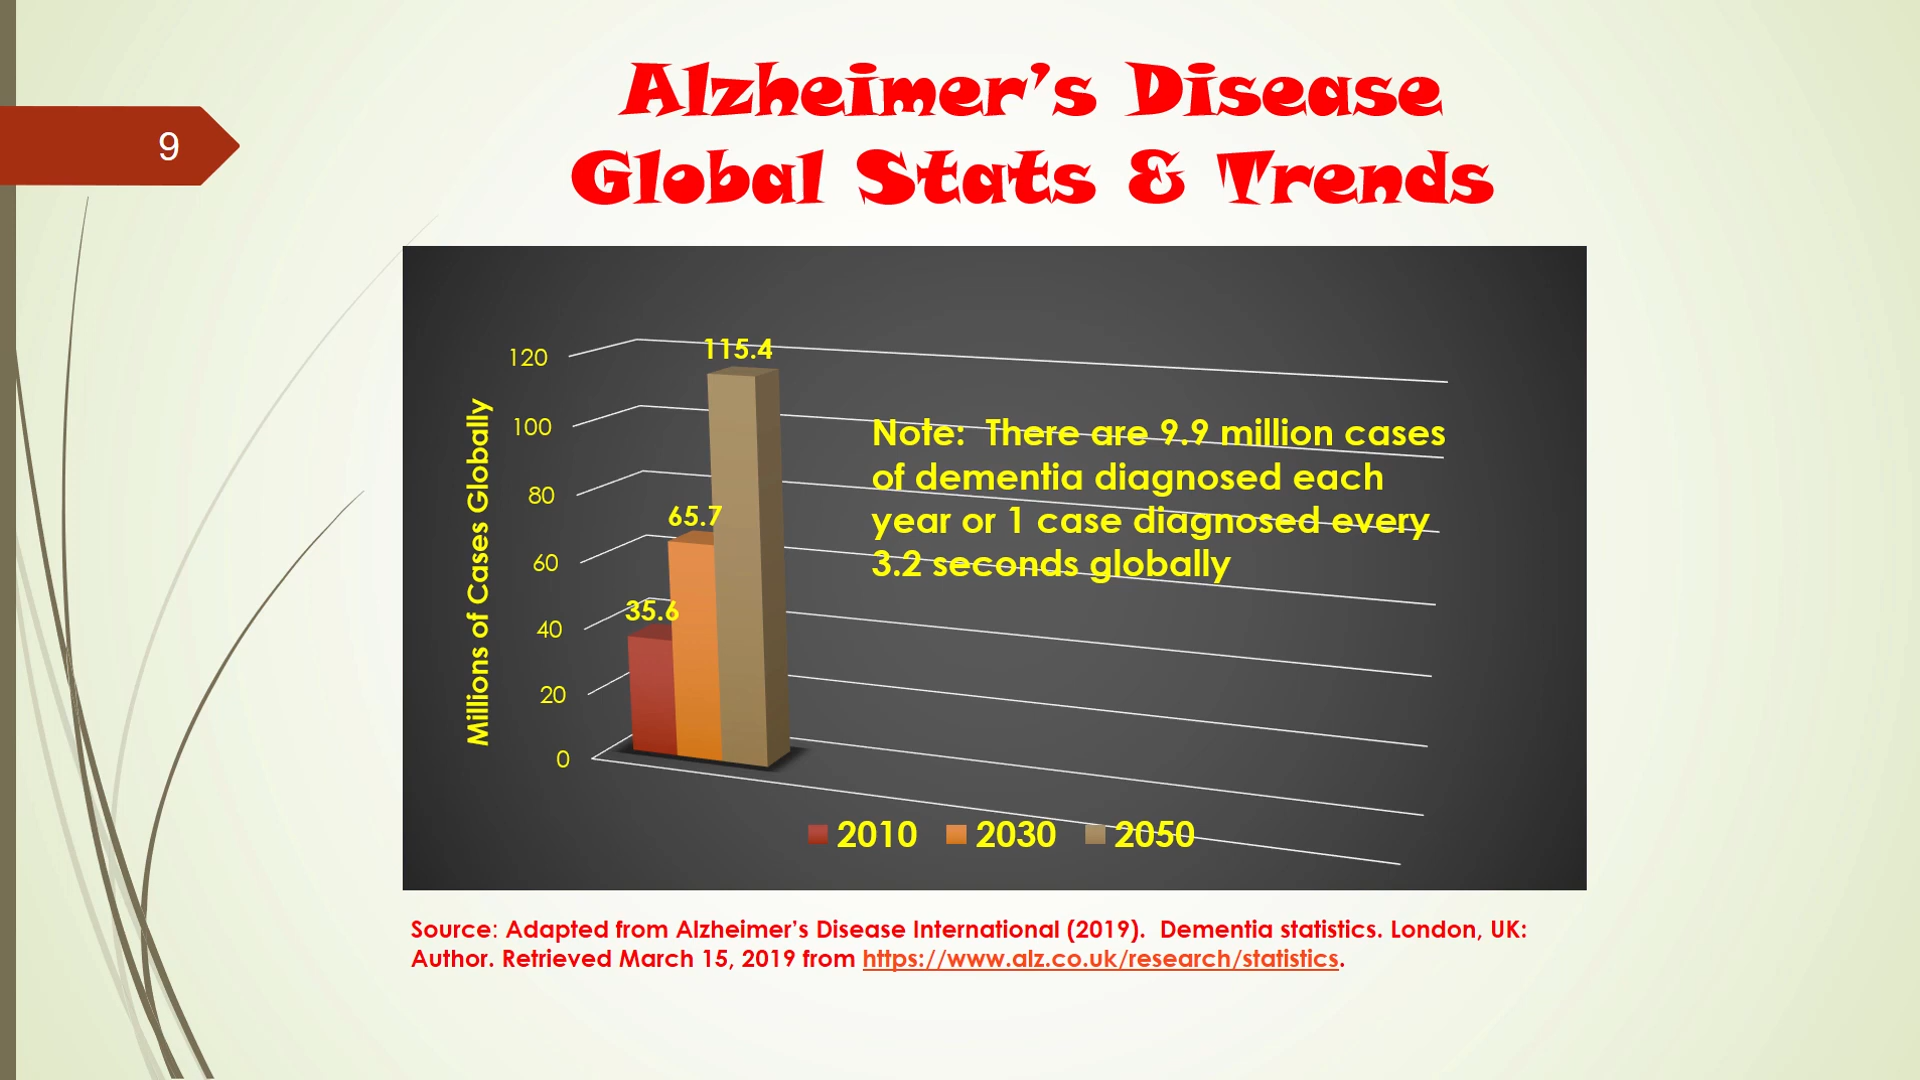 9
Alzheimer’s Disease
Global Stats & Trends
Millions of Cases Globally
120
100
80
60
40
20
0
115.4
65.7
35.6
Note:  There are 9.9 million cases
of dementia diagnosed each
year or 1 case diagnosed every
3.2 seconds globally
2010 2030 2050
Source: Adapted from Alzheimer’s Disease International (2019).  Dementia statistics. London, UK:
Author. Retrieved March 15, 2019 from https://www.alz.co.uk/research/statistics.